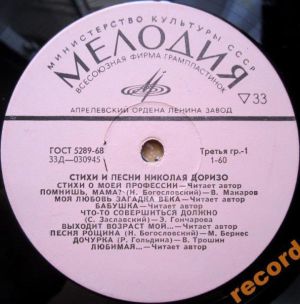 МИНИСТЕРСТВО КУЛЬТУРЫ СССР
МЕЛОДИЯ
ВСЕСОЮЗНАЯ ФИРМА ГРАМПЛАСТИНОК
АПРЕЛЕВСКИЙ ОРДЕНА ЛЕНИНА ЗАВОД
▽33
ГОСТ 5289-68
33Д—030945
Третья гр.-1
1-60
СТИХИ И ПЕСНИ НИКОЛАЯ ДОРИЗО
СТИХИ О МОЕЙ ПРОФЕССИИ—Читает автор
ПОМНИШЬ, МАМА? (Н. Богословский)—В. Макаров
МОЯ ЛЮБОВЬ ЗАГАДКА ВЕКА—Читает автор
БАБУШКА—Читает автор
ЧТО-ТО СОВЕРШИТЬСЯ ДОЛЖНО
(С. Заславский)—З. Гончарова
ВЫХОДИТ ВОЗРАСТ МОЙ...—Читает автор
ПЕСНЯ РОЩИНА (Н. Богословский)—М. Бернес
ДОЧУРКА (Р. Гольдина)—В. Трошин
ЛЮБИМАЯ...—Читает автор
record